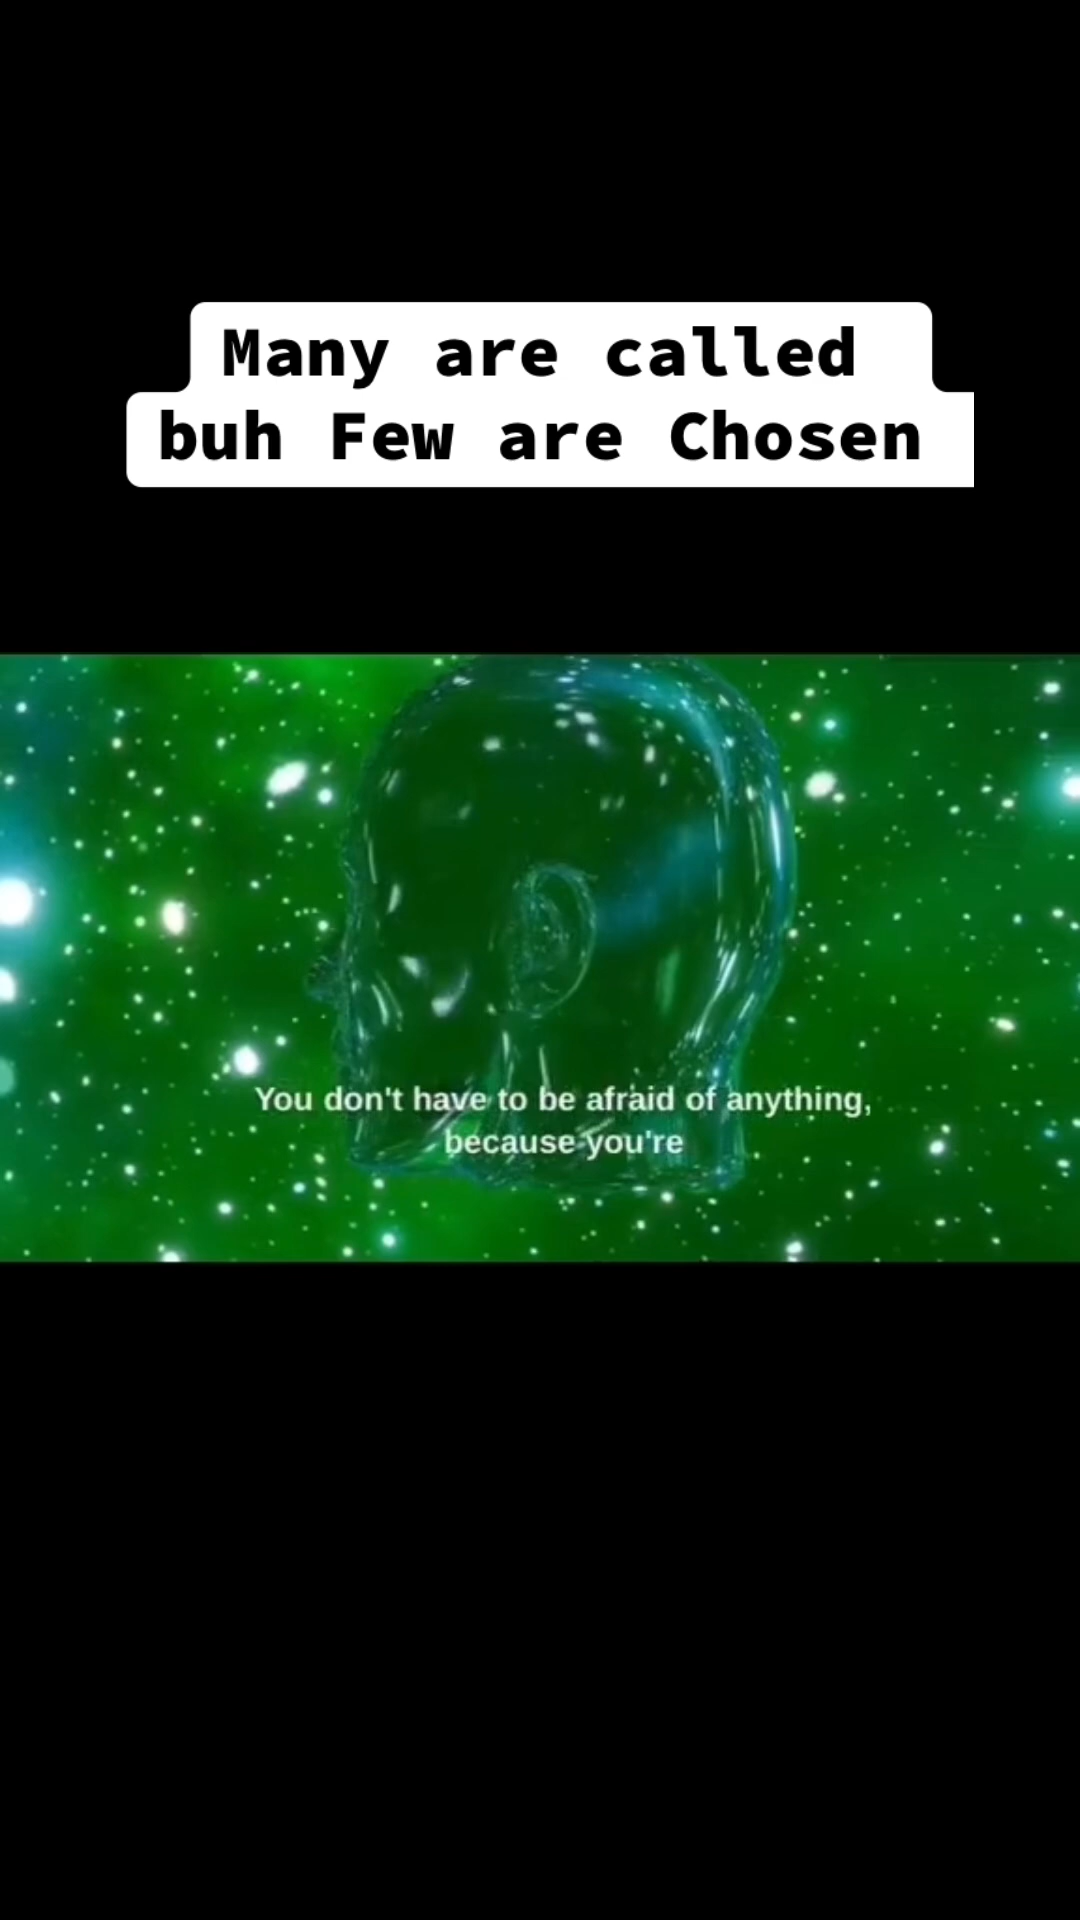 Many are called
buh Few are Chosen
You don't have to be afraid of anything,
because you're